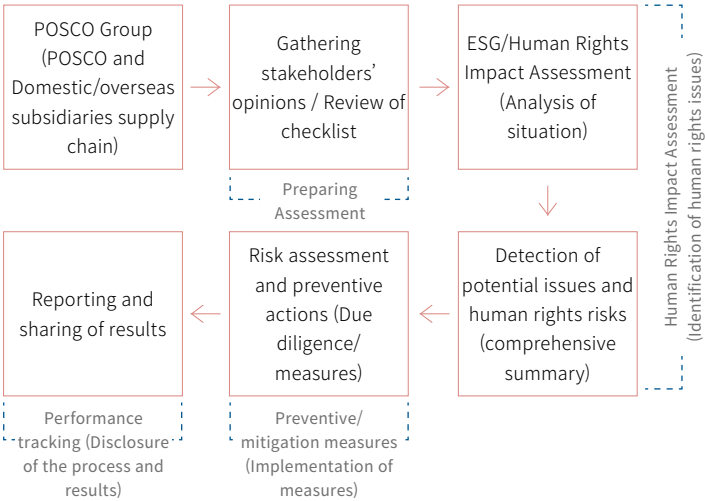 POSCO Group
(POSCO and
Domestic/overseas
subsidiaries supply
chain)
Gathering
stakeholders'
opinions / Review of
checklist
ESG/Human Rights
Impact Assessment
(Analysis of
situation)
Human Rights Impact Assessment
(Identification of human rights issues)
Preparing
Assessment
Detection of
potential issues and
human rights risks
(comprehensive
summary)
Risk assessment
and preventive
actions (Due
diligence/
measures)
Reporting and
sharing of results
Preventive/
mitigation measures
(Implementation of
measures)
Performance
tracking (Disclosure
of the process and
results)